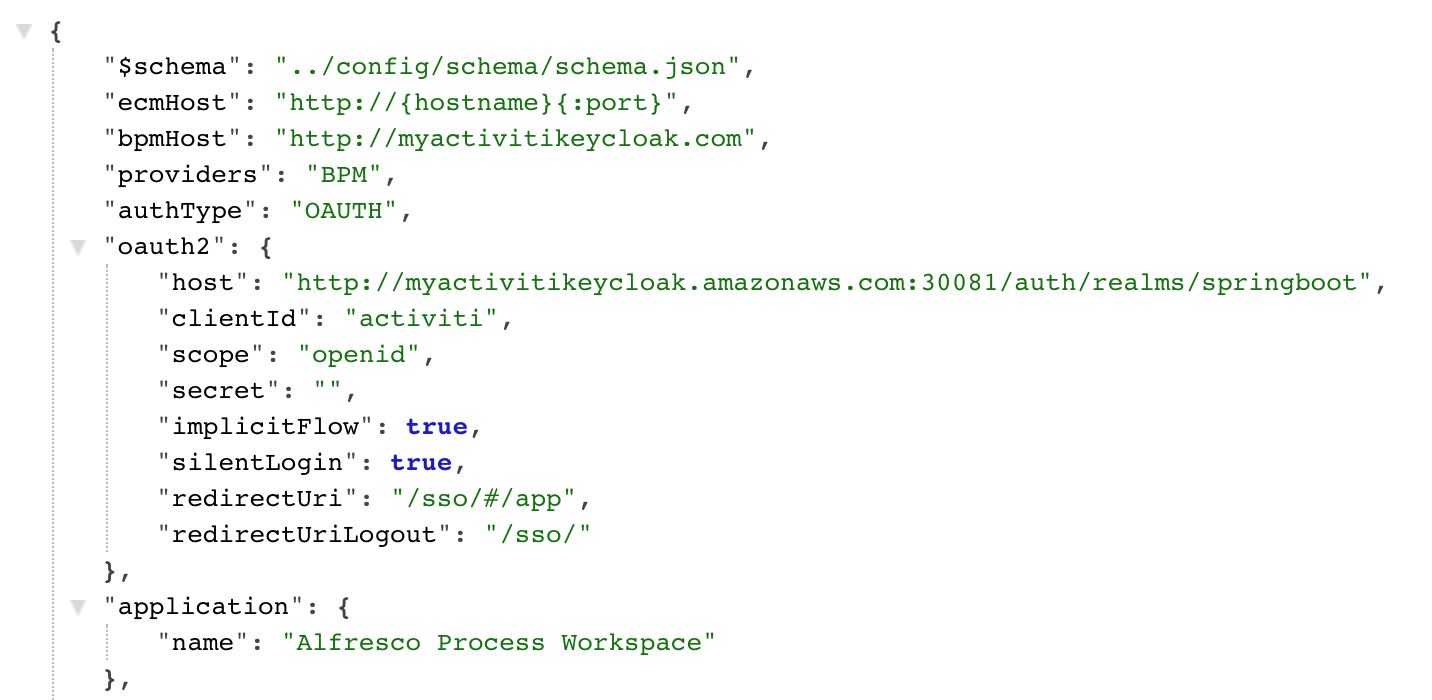 {
"$schema": "../config/schema/schema.json",
"ecmHost": "http://{hostname}{:port}",
"bpmHost": "http://myactivitikeycloak.com",
"providers": "BPM",
"authType": "OAUTH",
"oauth2": {
"host": "http://myactivitikeycloak.amazonaws.com:30081/auth/realms/springboot",
"clientId": "activiti",
"scope": "openid",
"secret": "",
"implicitFlow": true,
"silentLogin": true,
"redirectUri": "/sso/#/app",
"redirectUriLogout": "/sso/"
},
"application": {
"name": "Alfresco Process Workspace"
},